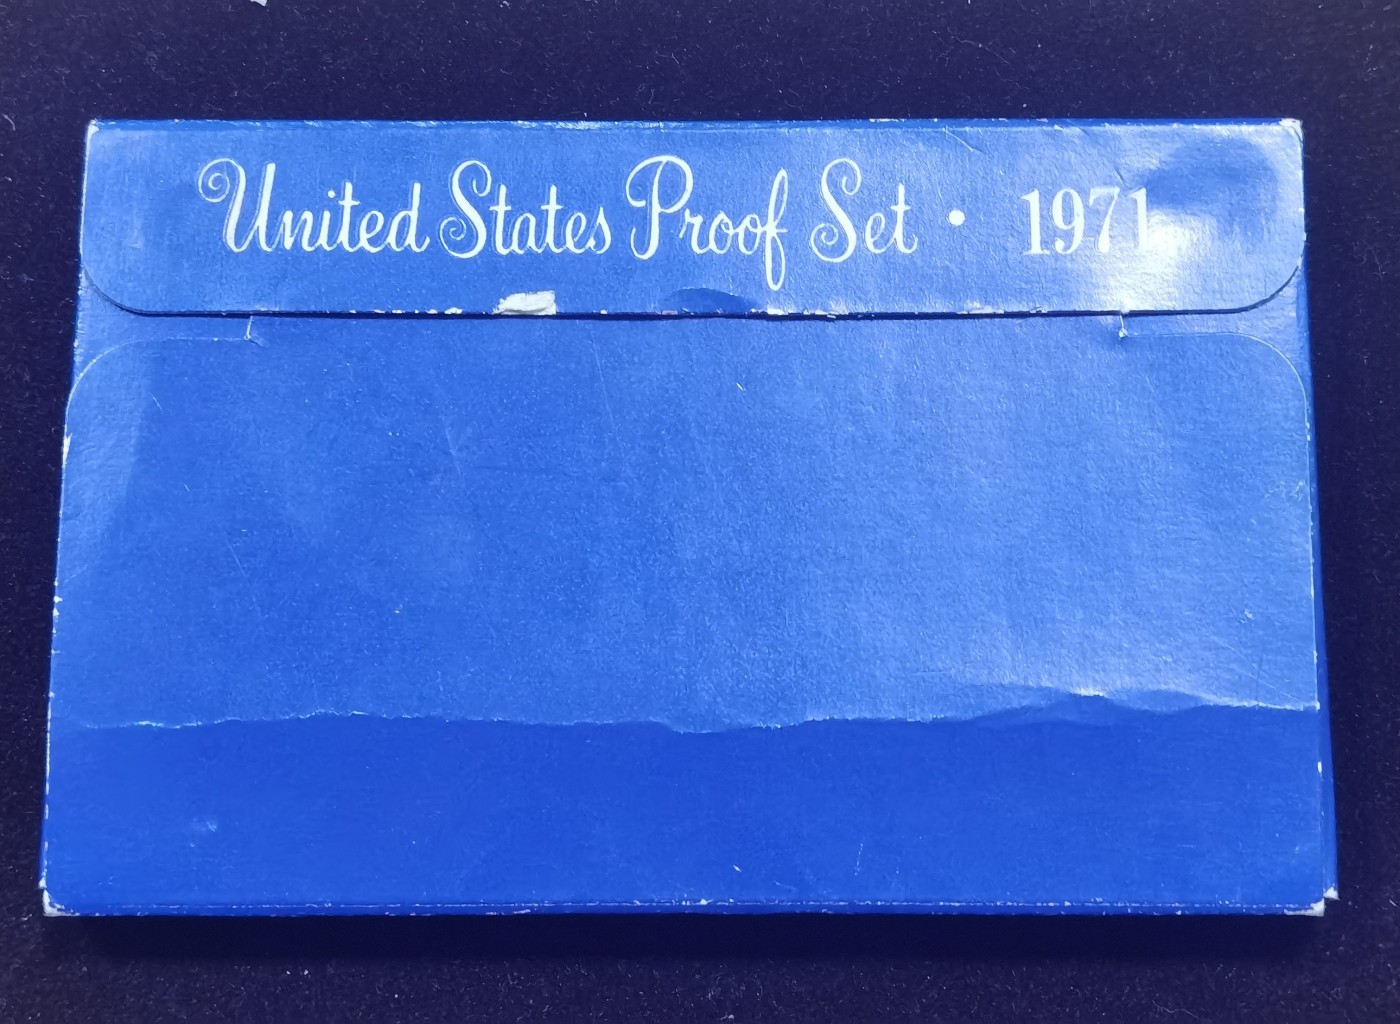 United States Proof Set • 1971